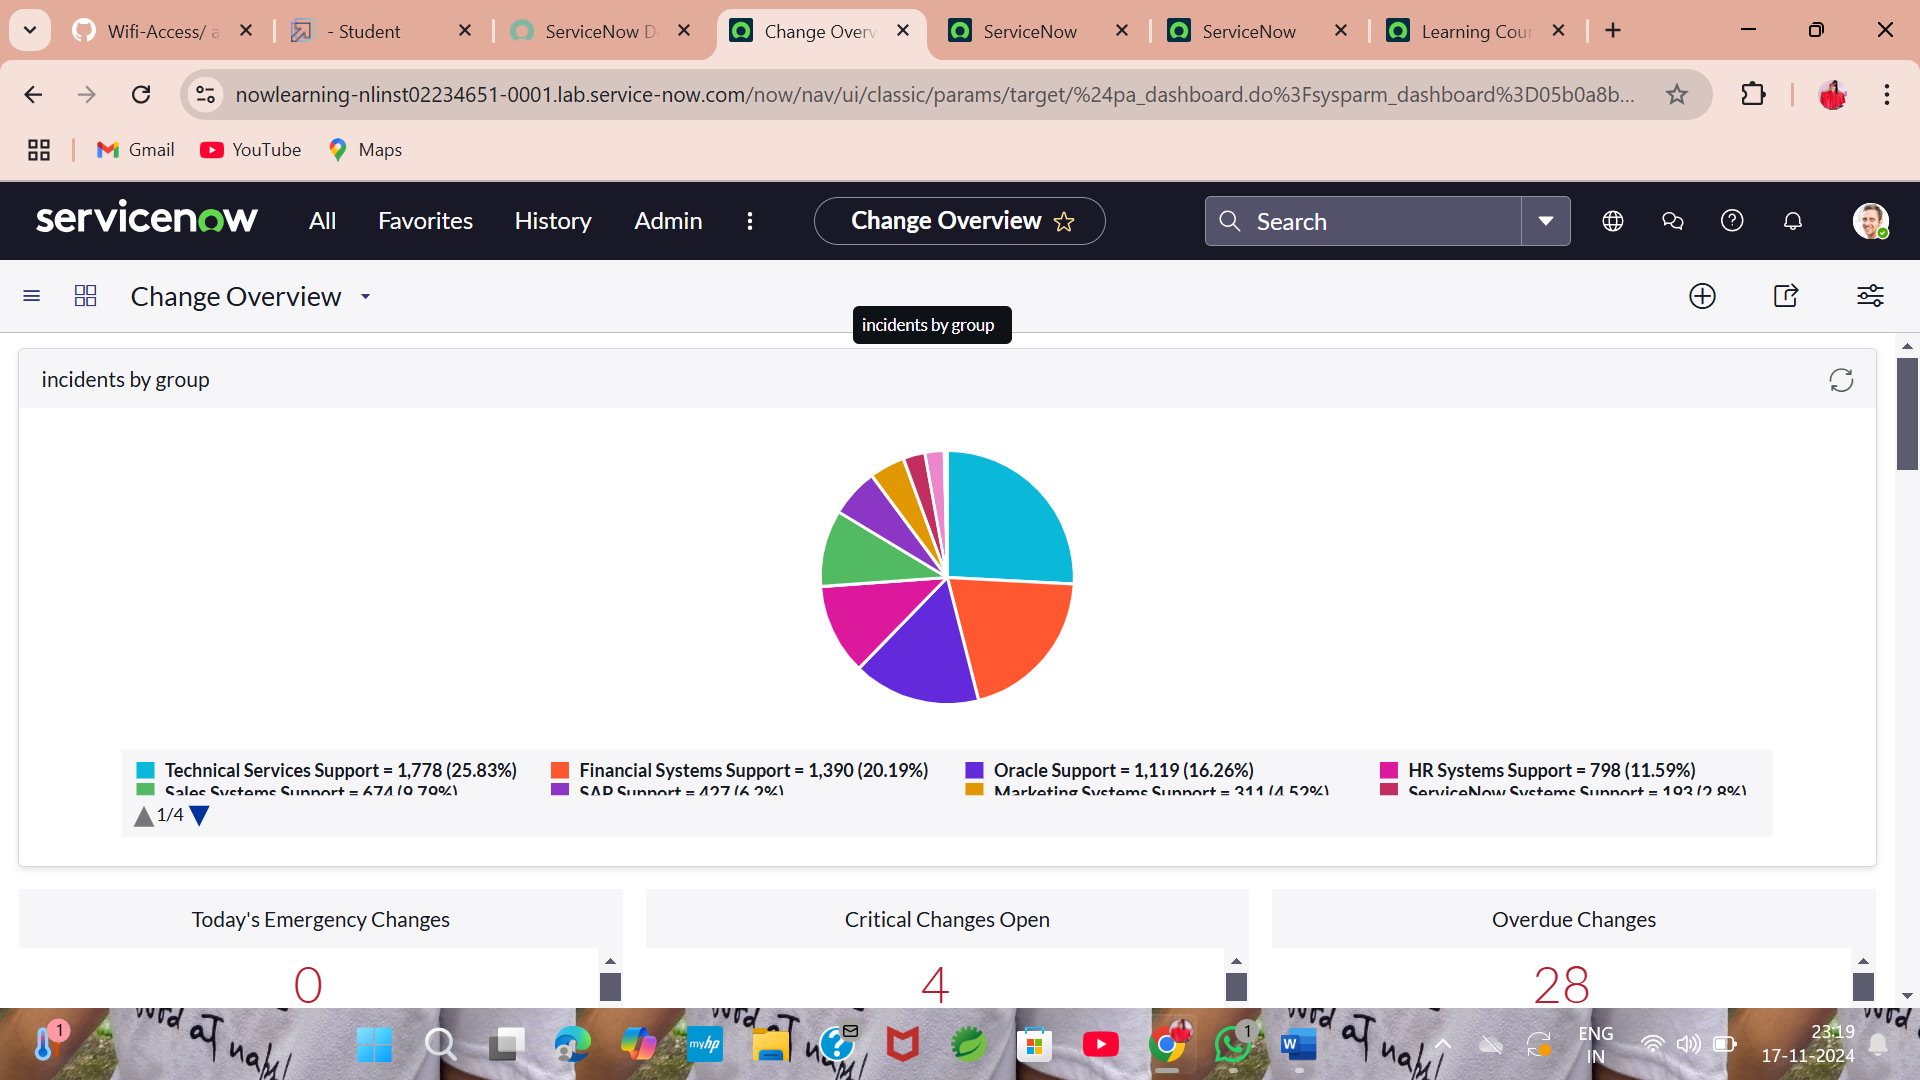 Wifi-Access/ a
- Student
ServiceNow D
Change Overv
ServiceNow
ServiceNow
Learning Cour
nowlearning-nlinst02234651-0001.lab.service-now.com/now/nav/ui/classic/params/target/%24pa_dashboard.do%3Fsysparm_dashboard%3D05b0a8b...
Gmail
YouTube
Maps
servicenow
All
Favorites
History
Admin
Change Overview
Search
Change Overview
incidents by group
incidents by group
Technical Services Support = 1,778 (25.83%)
Financial Systems Support = 1,390 (20.19%)
Oracle Support = 1,119 (16.26%)
HR Systems Support = 798 (11.59%)
Sales Systems Support = 674 (9.79%)
SAP Support = 427 (6.2%)
Marketing Systems Support = 311 (4.52%)
ServiceNow Systems Support = 193 (2.8%)
1/4
Today's Emergency Changes
Critical Changes Open
Overdue Changes
0
4
28
1
myhp
1
W
ENG
IN
23:19
17-11-2024